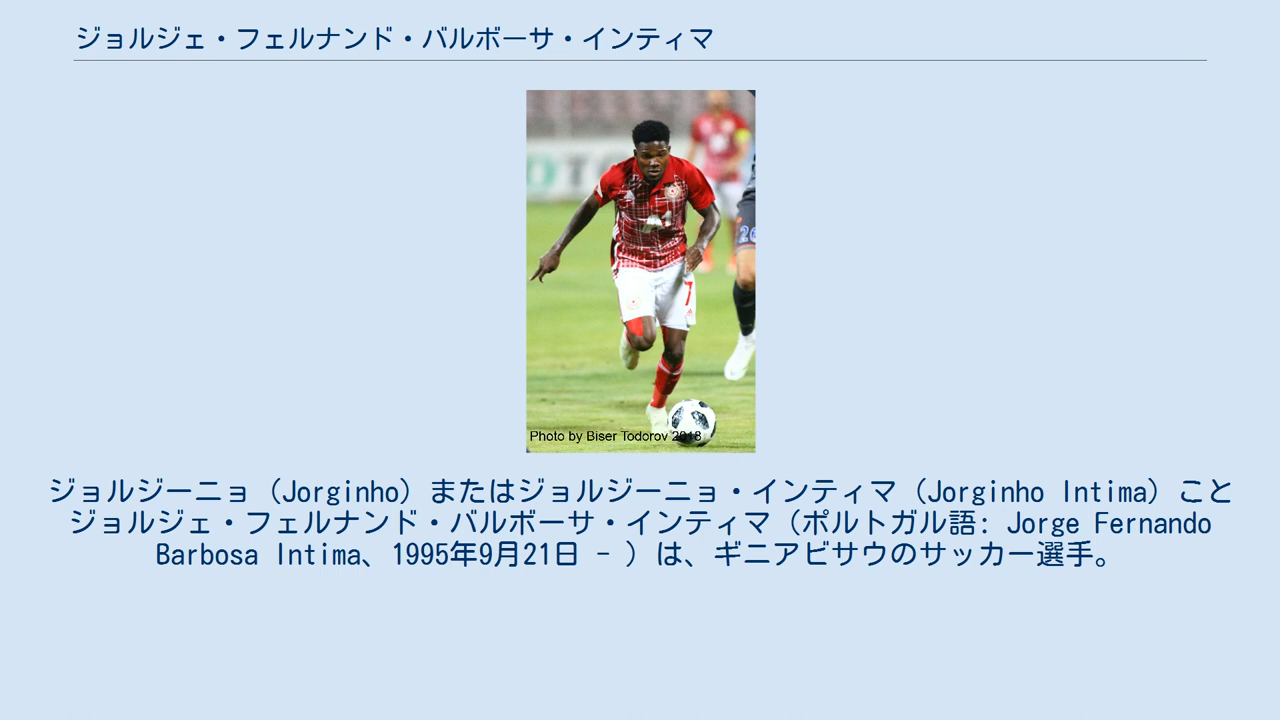 ジョルジェ・フェルナンド・バルボーサ・インティマ
7
26
Photo by Biser Todorov 2018
ジョルジーニョ（Jorginho）またはジョルジーニョ・インティマ（Jorginho Intima）こと
ジョルジェ・フェルナンド・バルボーサ・インティマ（ポルトガル語: Jorge Fernando
Barbosa Intima、1995年9月21日 - ）は、ギニアビサウのサッカー選手。